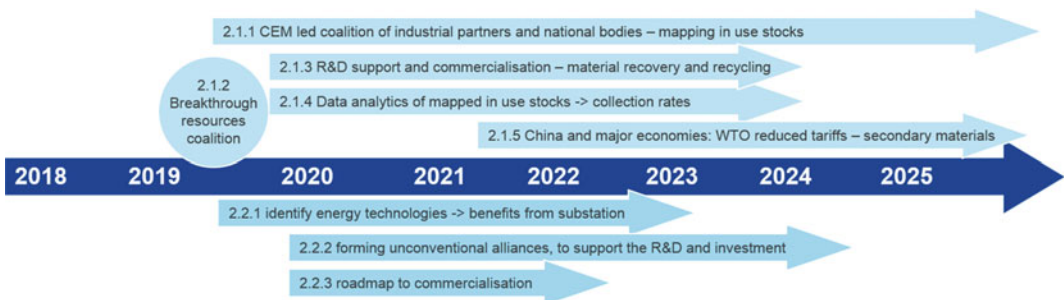 2.1.1 CEM led coalition of industrial partners and national bodies – mapping in use stocks
2.1.2
Breakthrough
resources
coalition
2.1.3 R&D support and commercialisation – material recovery and recycling
2.1.4 Data analytics of mapped in use stocks -> collection rates
2.1.5 China and major economies: WTO reduced tariffs – secondary materials
2018 2019 2020 2021 2022 2023 2024 2025
2.2.1 identify energy technologies -> benefits from substation
2.2.2 forming unconventional alliances, to support the R&D and investment
2.2.3 roadmap to commercialisation